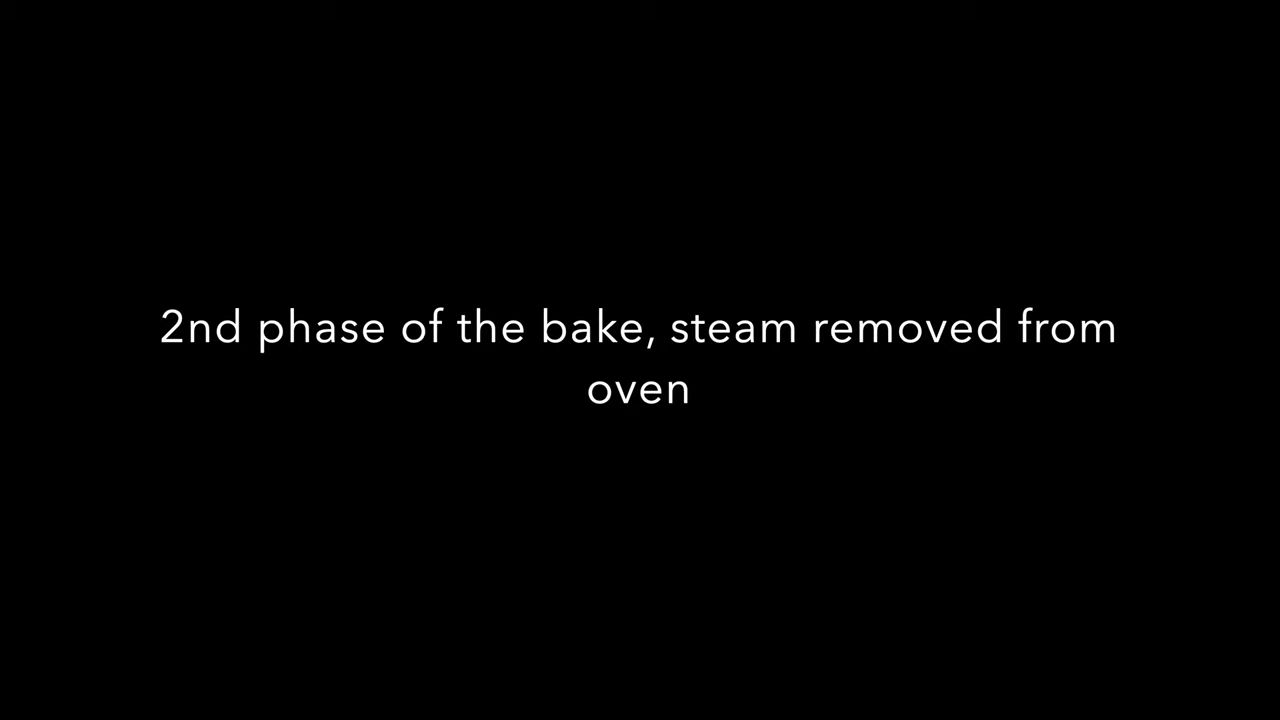 2nd phase of the bake, steam removed from
oven